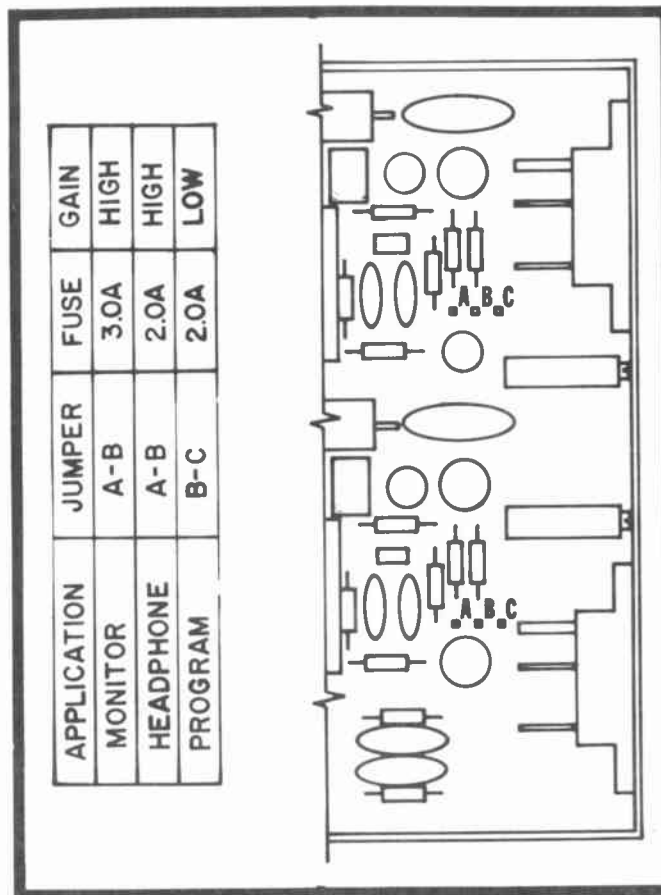 APPLICATION JUMPER FUSE GAIN
MONITOR A-B 3.0A HIGH
HEADPHONE A-B 2.0A HIGH
PROGRAM B-C 2.0A LOW
A B C
A B C